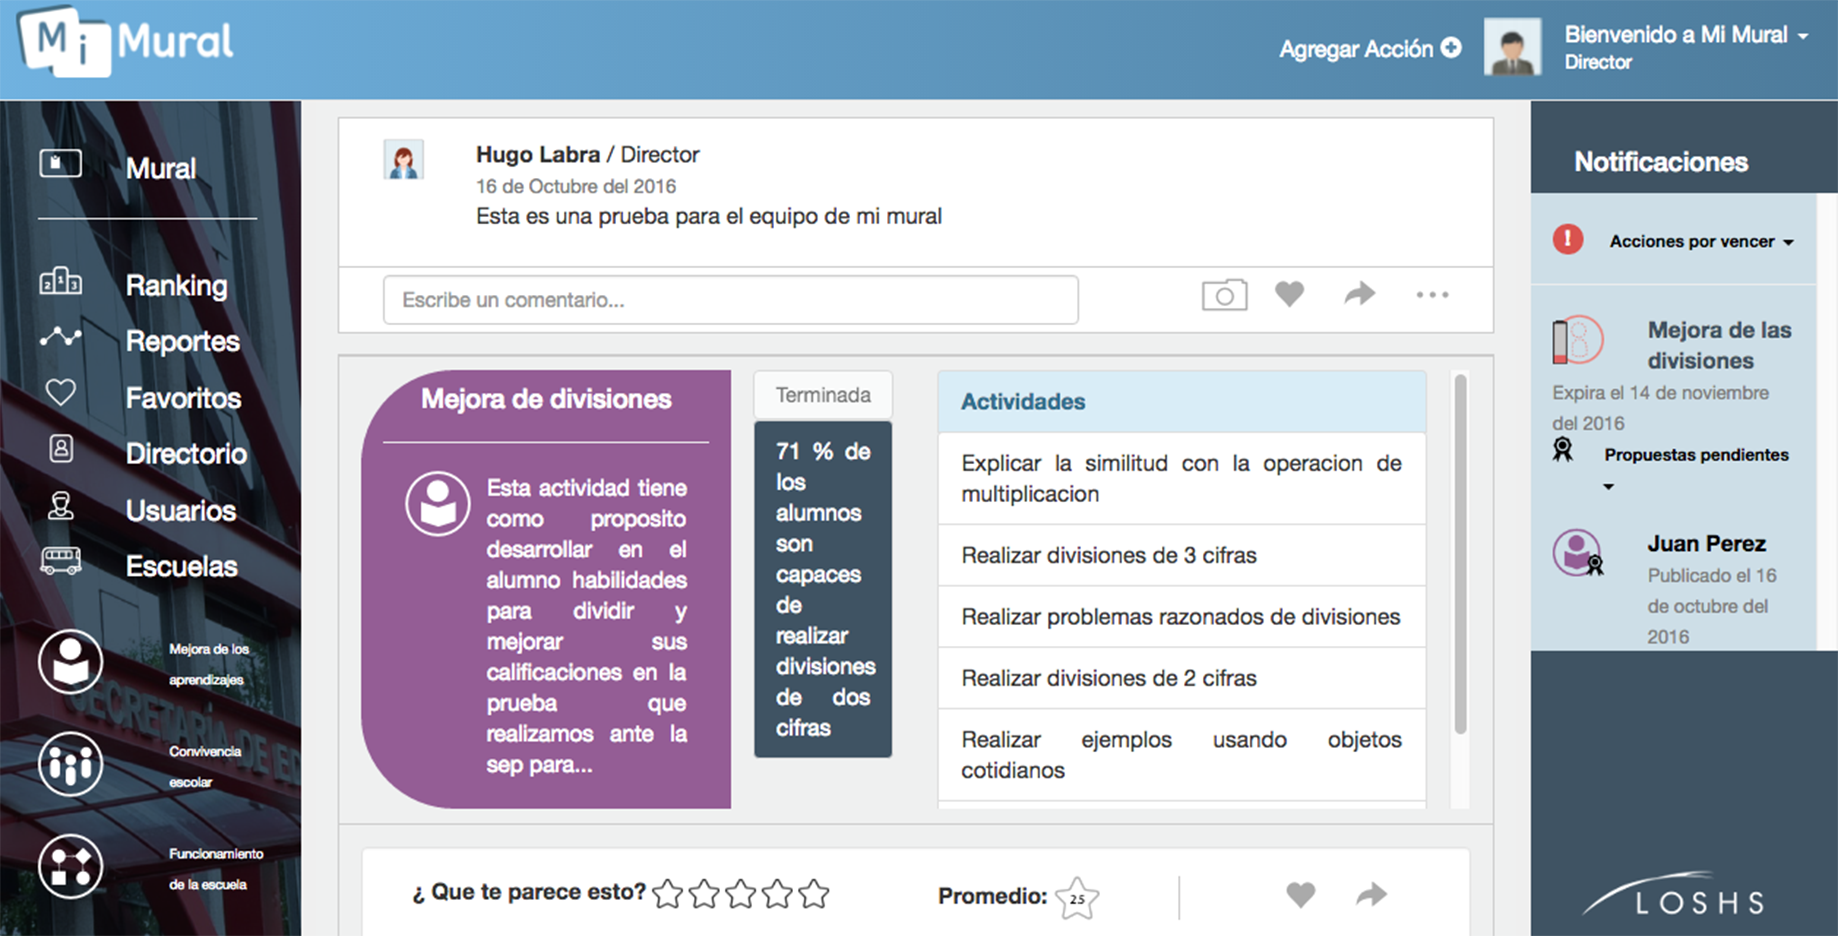 Mi Mural
Agregar Acción
Bienvenido a Mi Mural
Director
Mural
Ranking
Reportes
Favoritos
Directorio
Usuarios
Escuelas
Mejora de los
aprendizajes
Convivencia
escolar
Funcionamiento
de la escuela
SECRETARÍA DE ED
Hugo Labra / Director
16 de Octubre del 2016
Esta es una prueba para el equipo de mi mural
Escribe un comentario...
Mejora de divisiones
Esta actividad tiene
como proposito
desarrollar en el
alumno habilidades
para dividir y
mejorar sus
calificaciones en la
prueba que
realizamos ante la
sep para...
Terminada
71 % de
los
alumnos
son
capaces
de
realizar
divisiones
de dos
cifras
Actividades
Explicar la similitud con la operacion de
multiplicacion
Realizar divisiones de 3 cifras
Realizar problemas razonados de divisiones
Realizar divisiones de 2 cifras
Realizar ejemplos usando objetos
cotidianos
¿ Que te parece esto?
Promedio: 2.5
Notificaciones
Acciones por vencer
Mejora de las
divisiones
Expira el 14 de noviembre
del 2016
Propuestas pendientes
Juan Perez
Publicado el 16
de octubre del
2016
LOSHS